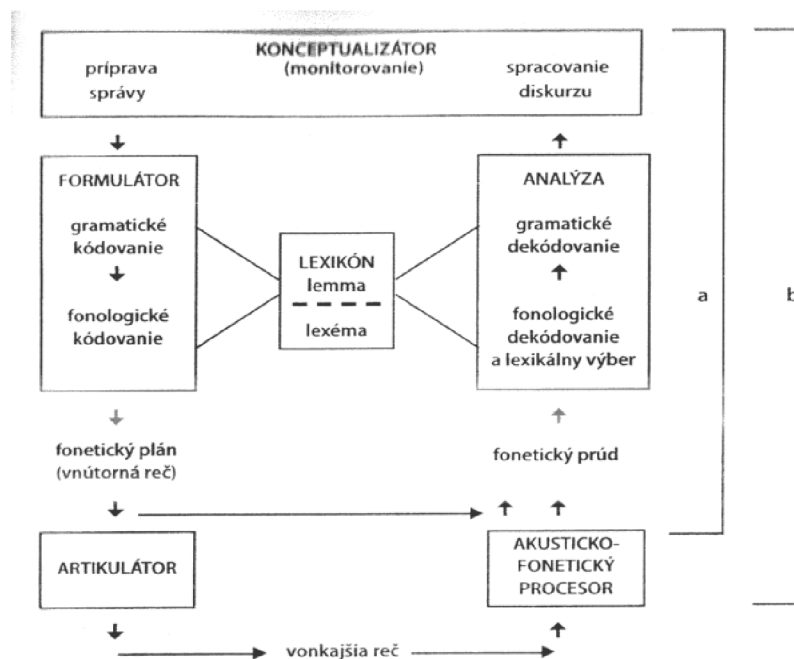 KONCEPTUALIZÁTOR
(monitorovanie)
príprava
správy
spracovanie
diskurzu
FORMULÁTOR
gramatické
kódovanie
fonologické
kódovanie
LEXIKÓN
lemma
lexéma
ANALÝZA
gramatické
dekódovanie
fonologické
dekódovanie
a lexikálny výber
a
b
fonetický plán
(vnútorná reč)
fonetický prúd
ARTIKULÁTOR
AKUSTICKO-
FONETICKÝ
PROCESOR
vonkajšia reč